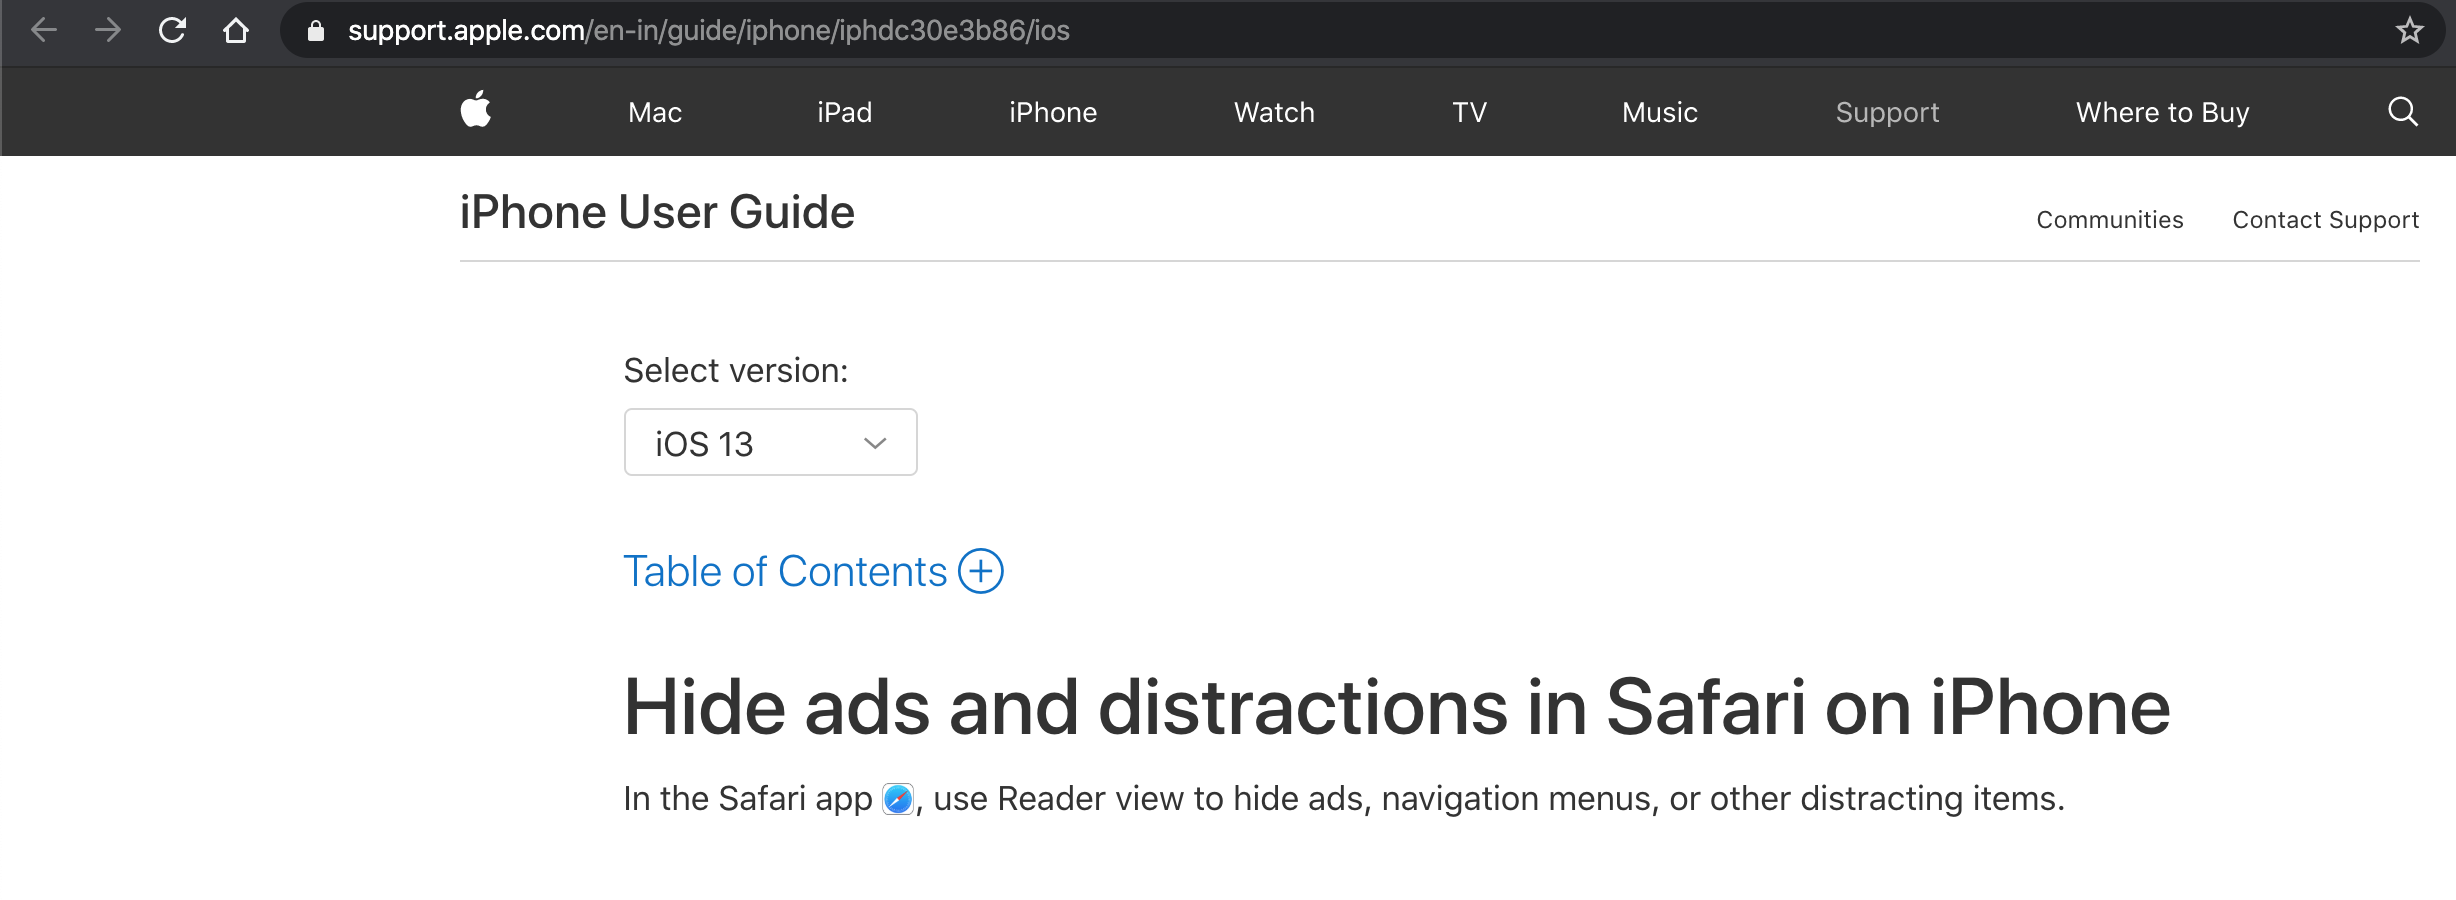 support.apple.com/en-in/guide/iphone/iphdc30e3b86/ios
Mac iPad iPhone Watch TV Music Support Where to Buy
iPhone User Guide
Communities Contact Support
Select version:
iOS 13
Table of Contents
Hide ads and distractions in Safari on iPhone
In the Safari app , use Reader view to hide ads, navigation menus, or other distracting items.